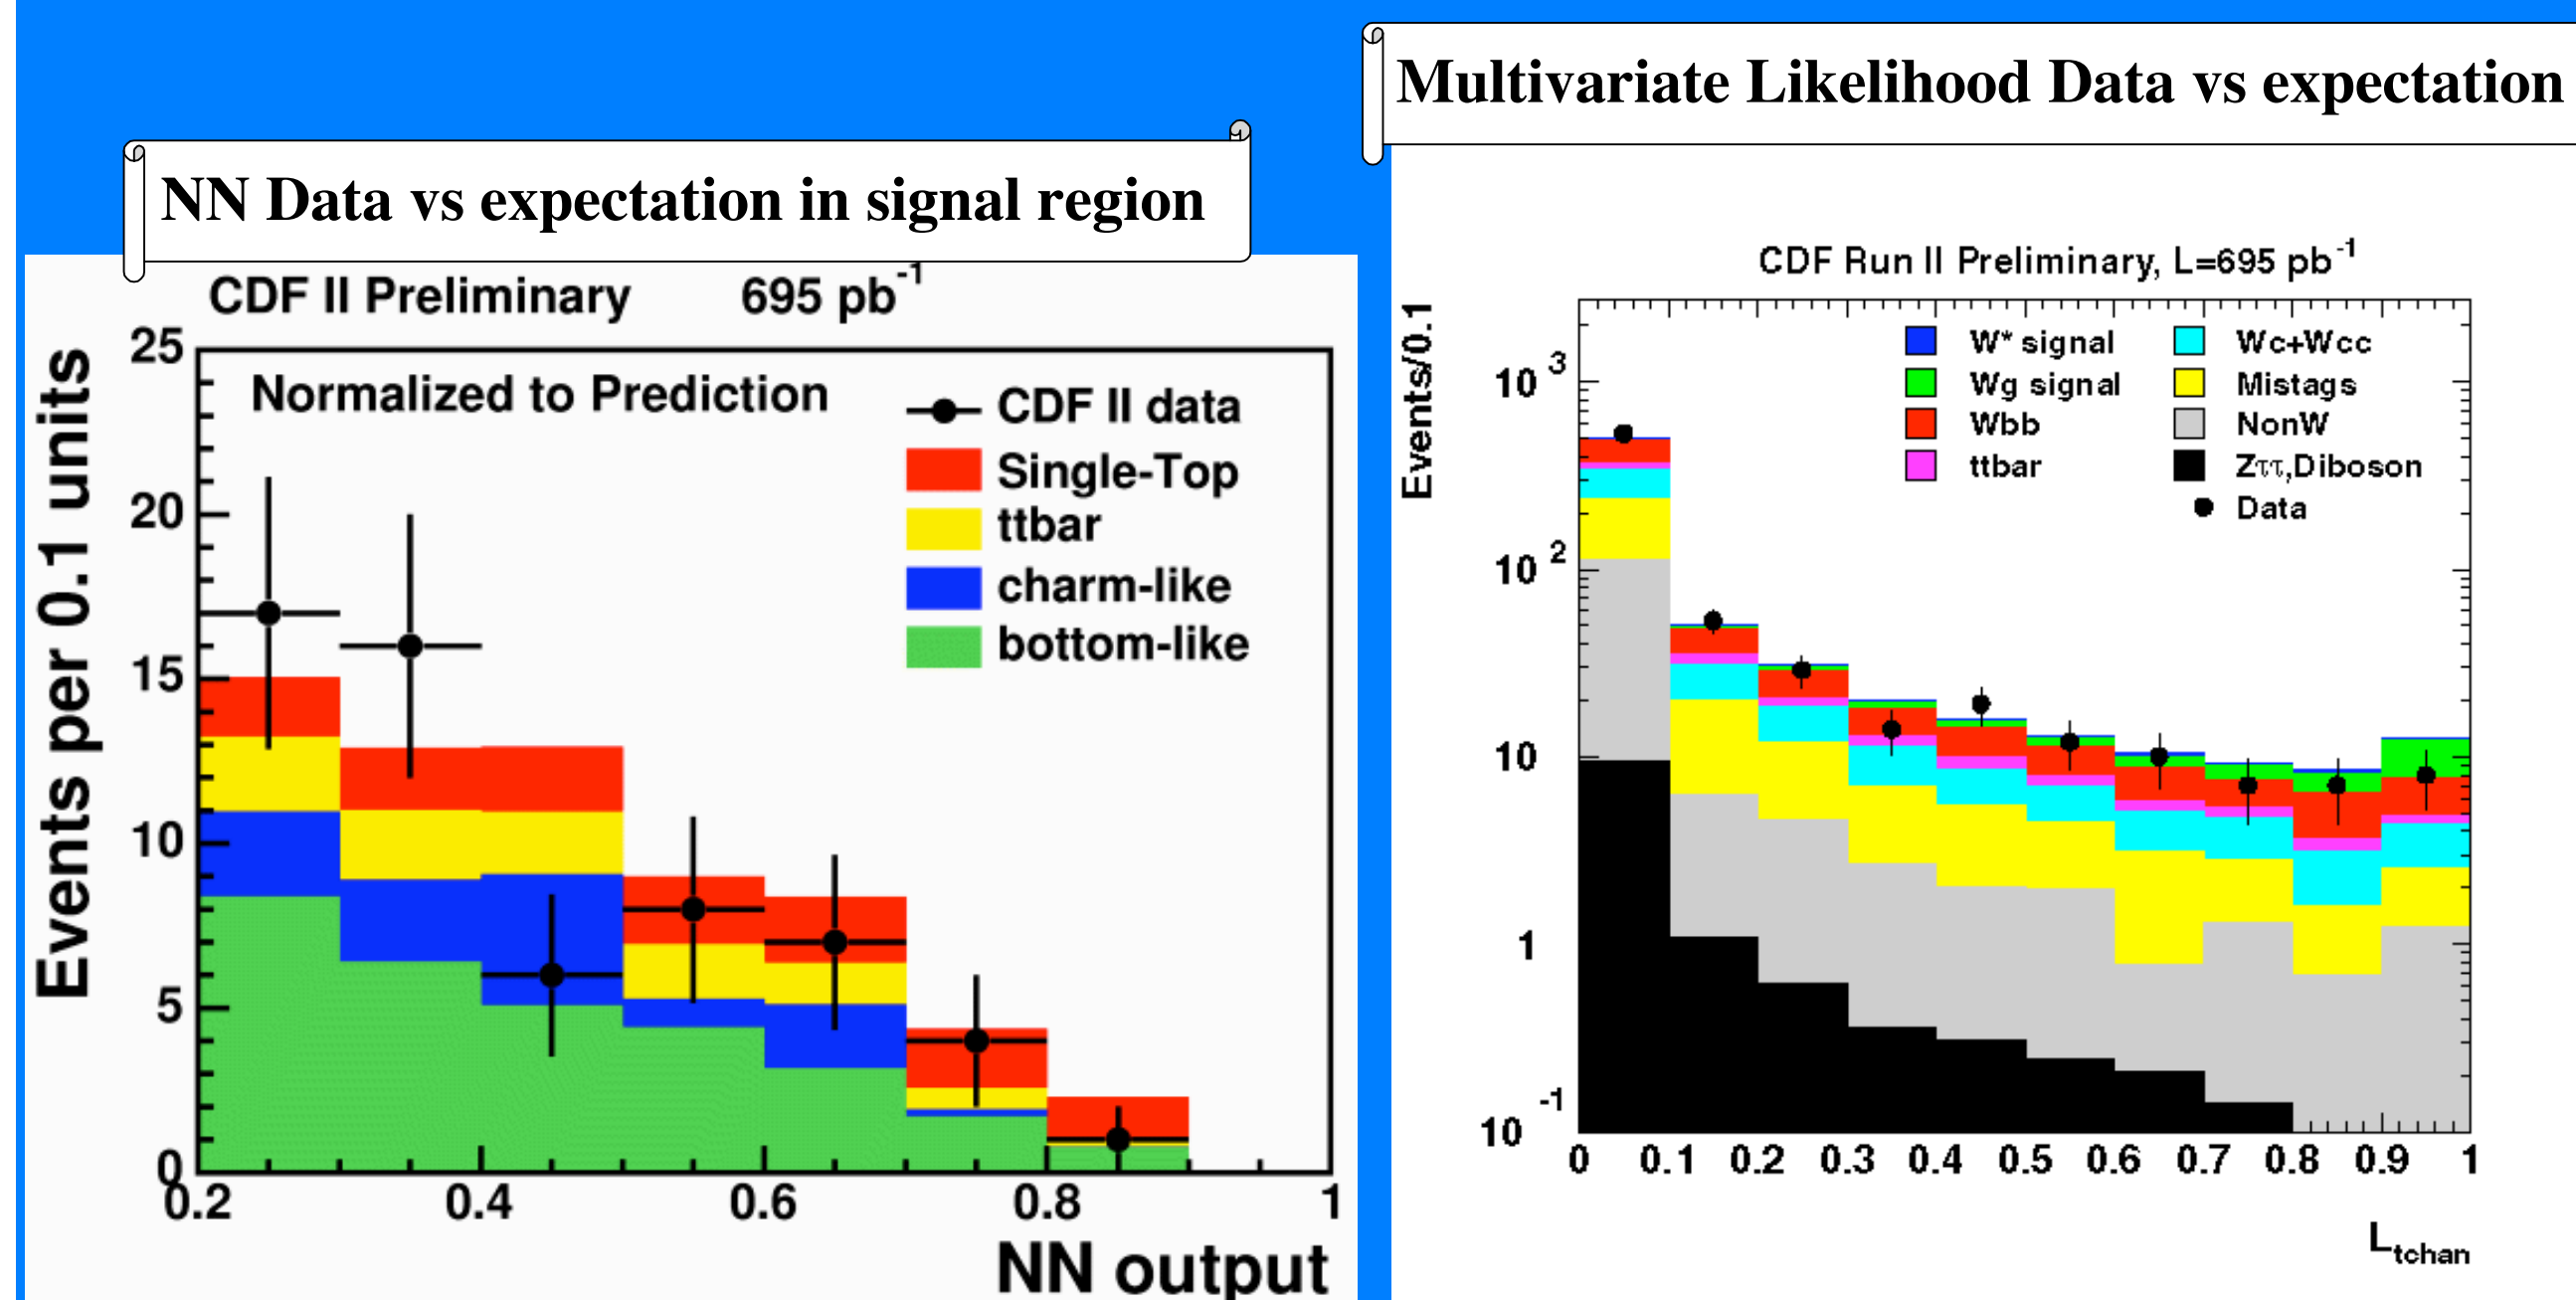 Multivariate Likelihood Data vs expectation
NN Data vs expectation in signal region
CDF II Preliminary 695 pb⁻¹
Normalized to Prediction
CDF II data
Single-Top
ttbar
charm-like
bottom-like
Events per 0.1 units
25
20
15
10
5
0
0.2 0.4 0.6 0.8 1
NN output
CDF Run II Preliminary, L=695 pb⁻¹
Events/0.1
W* signal Wc+Wcc
Wg signal Mistags
Wbb NonW
ttbar Zττ,Diboson
Data
10³
10²
10
1
10⁻¹
0 0.1 0.2 0.3 0.4 0.5 0.6 0.7 0.8 0.9 1
Ltchan